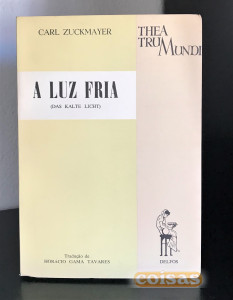 CARL ZUCKMAYER
THEA
TRUM
MUNDI
A LUZ FRIA
(DAS KALTE LICHT)
Tradução de
HORÁCIO GAMA TAVARES
DELFOS
coisas